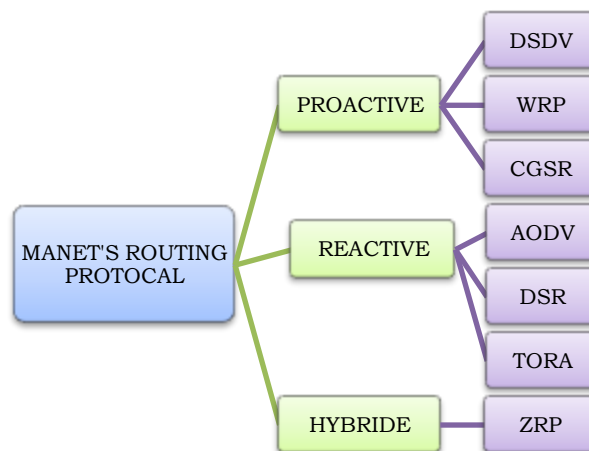 MANET'S ROUTING
PROTOCAL
PROACTIVE
DSDV
WRP
CGSR
REACTIVE
AODV
DSR
TORA
HYBRIDE
ZRP